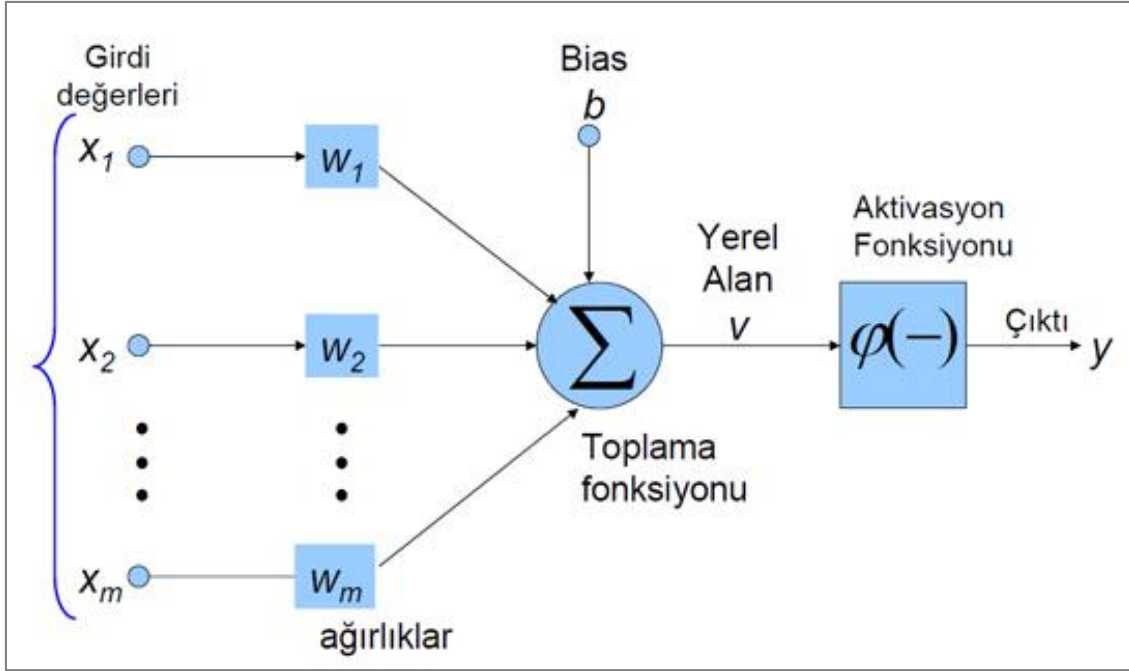 Girdi
değerleri
x1
w1
x2
w2
xm
wm
ağırlıklar
Bias
b
∑
Toplama
fonksiyonu
Yerel
Alan
v
Aktivasyon
Fonksiyonu
φ(−)
Çıktı
y